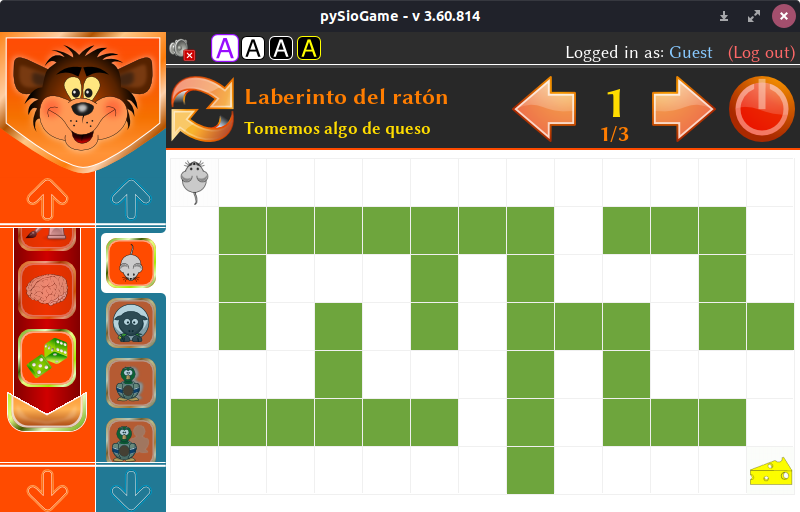 pySioGame - v 3.60.814
A A A A
Logged in as: Guest (Log out)
Laberinto del ratón
Tomemos algo de queso
1
1/3